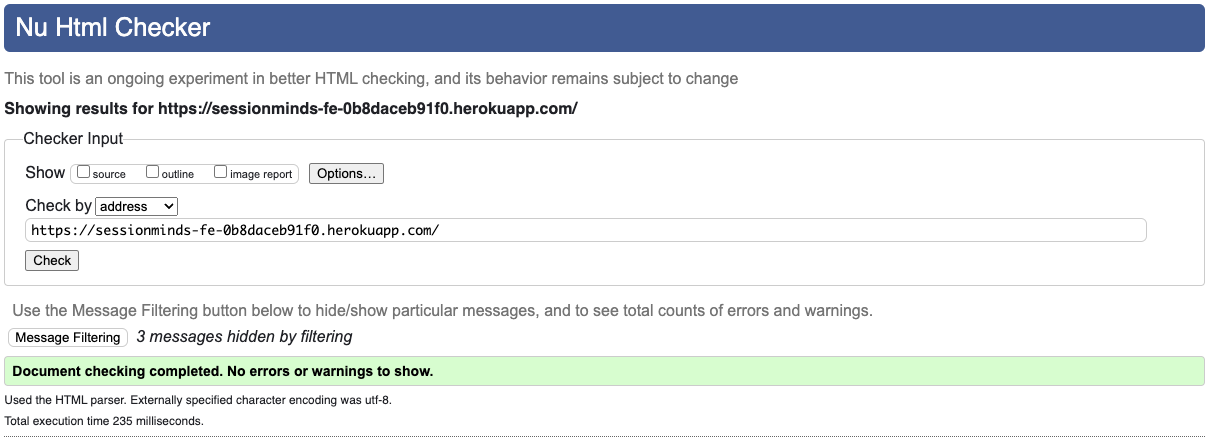 Nu Html Checker
This tool is an ongoing experiment in better HTML checking, and its behavior remains subject to change
Showing results for https://sessionminds-fe-0b8daceb91f0.herokuapp.com/
Checker Input
Show source outline image report Options...
Check by address
https://sessionminds-fe-0b8daceb91f0.herokuapp.com/
Check
Use the Message Filtering button below to hide/show particular messages, and to see total counts of errors and warnings.
Message Filtering 3 messages hidden by filtering
Document checking completed. No errors or warnings to show.
Used the HTML parser. Externally specified character encoding was utf-8.
Total execution time 235 milliseconds.